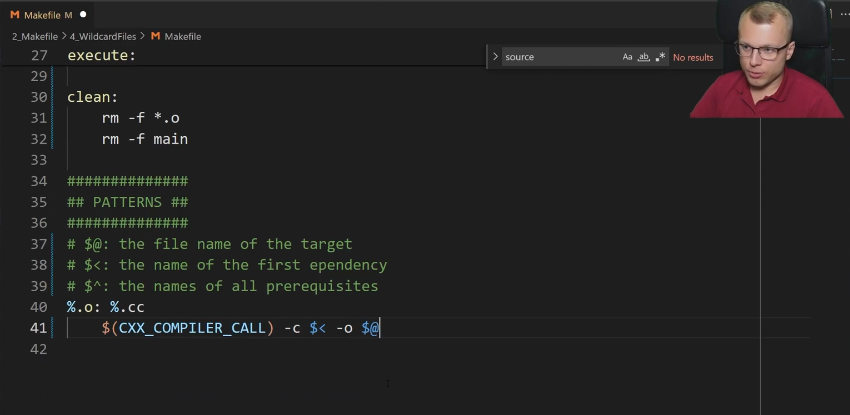 Makefile M
2_Makefile > 4_WildcardFiles > Makefile
source Aa ab .* No results
27 execute:
29
30 clean:
31 rm -f *.o
32 rm -f main
33
34 ##############
35 ## PATTERNS ##
36 ##############
37 # $@: the file name of the target
38 # $<: the name of the first ependency
39 # $^: the names of all prerequisites
40 %.o: %.cc
41 $(CXX_COMPILER_CALL) -c $< -o $@
42